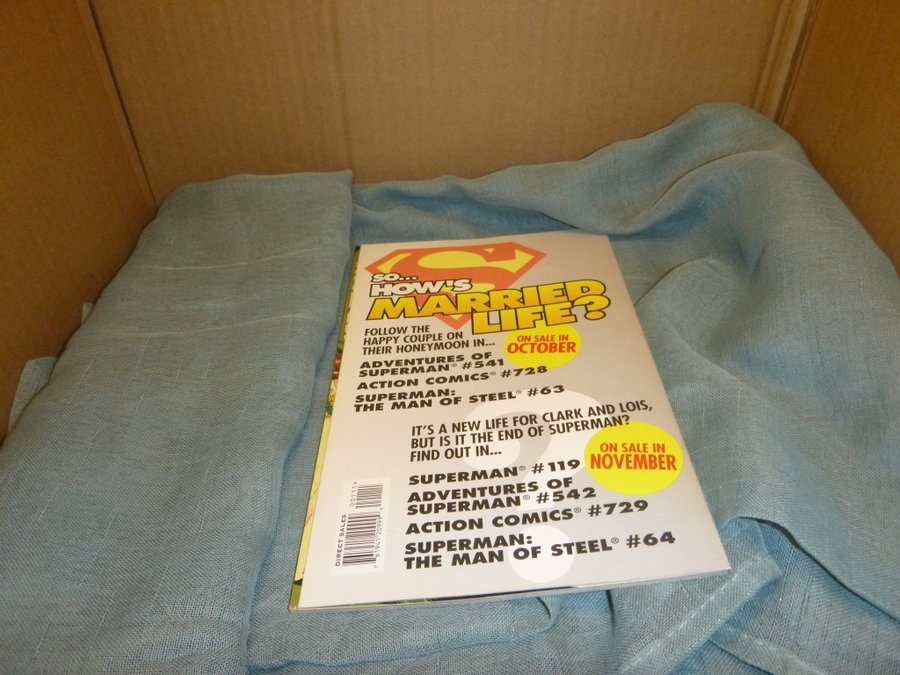 SO...
HOW'S
MARRIED
LIFE?
FOLLOW THE
HAPPY COUPLE ON
THEIR HONEYMOON IN...
ON SALE IN
OCTOBER
ADVENTURES OF
SUPERMAN® #541
ACTION COMICS® #728
SUPERMAN:
THE MAN OF STEEL® #63
IT'S A NEW LIFE FOR CLARK AND LOIS,
BUT IS IT THE END OF SUPERMAN?
FIND OUT IN...
ON SALE IN
NOVEMBER
SUPERMAN® #119
ADVENTURES OF
SUPERMAN® #542
ACTION COMICS® #729
SUPERMAN:
THE MAN OF STEEL® #64
DIRECT SALES
00111>